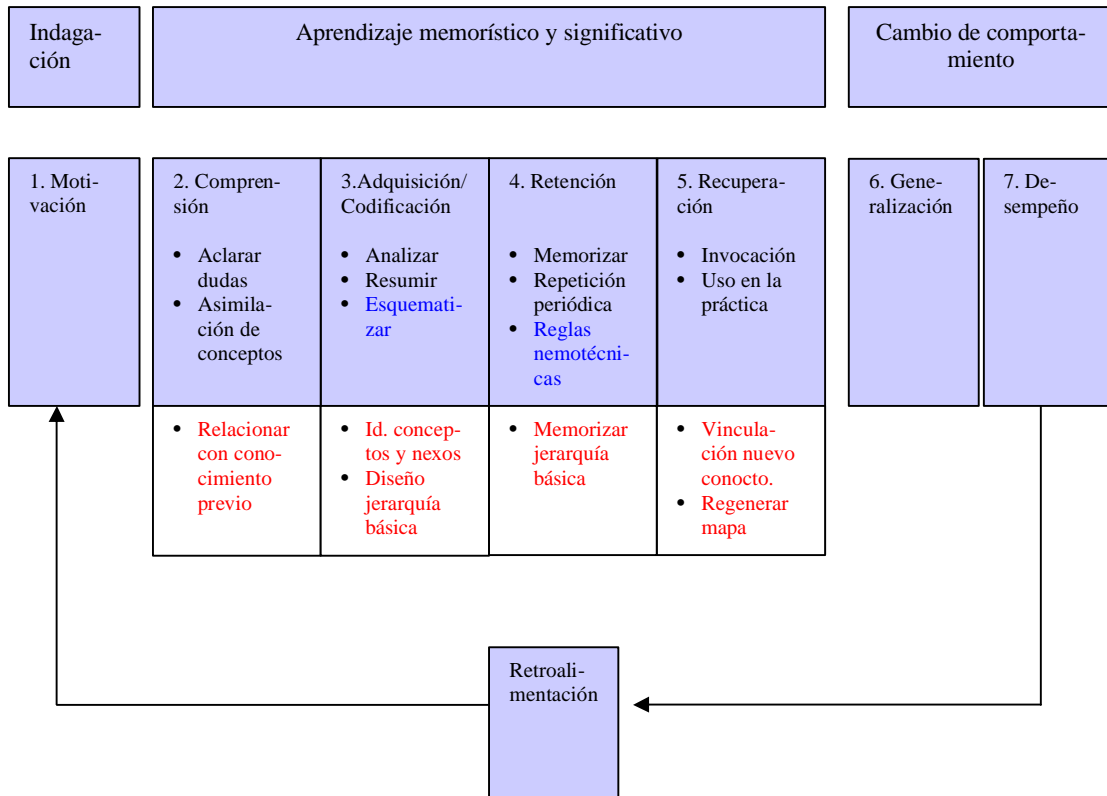 Indaga-
ción
Aprendizaje memorístico y significativo
Cambio de comporta-
miento
1. Moti-
vación
2. Compren-
sión
• Aclarar
dudas
• Asimila-
ción de
conceptos
• Relacionar
con cono-
cimiento
previo
3.Adquisición/
Codificación
• Analizar
• Resumir
• Esquemati-
zar
• Id. concep-
tos y nexos
• Diseño
jerarquía
básica
4. Retención
• Memorizar
• Repetición
periódica
• Reglas
nemotécni-
cas
• Memorizar
jerarquía
básica
5. Recupera-
ción
• Invocación
• Uso en la
práctica
• Vincula-
ción nuevo
conocto.
• Regenerar
mapa
6. Gene-
ralización
7. De-
sempeño
Retroali-
mentación